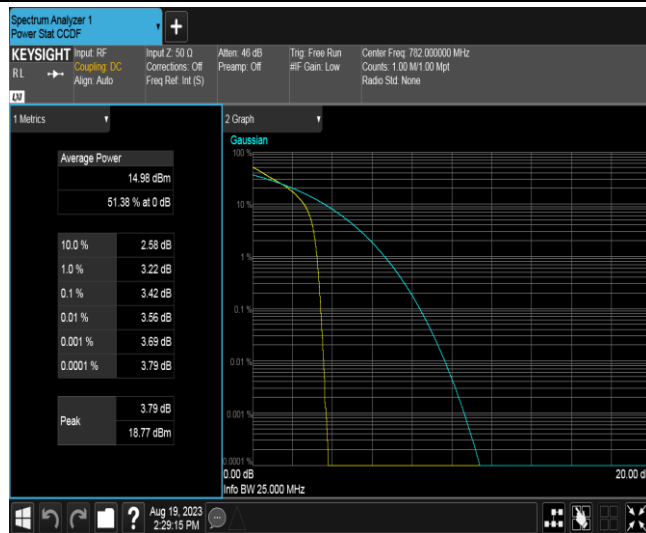 Spectrum Analyzer 1
Power Stat CCDF
+
KEYSIGHT
RL
LXI
Input: RF
Coupling: DC
Align: Auto
Input Z: 50 Ω
Corrections: Off
Freq Ref: Int (S)
Atten: 46 dB
Preamp: Off
Trig: Free Run
#IF Gain: Low
Center Freq: 782.000000 MHz
Counts: 1.00 M/1.00 Mpt
Radio Std: None
1 Metrics
Average Power
14.98 dBm
51.38 % at 0 dB
10.0 % 2.58 dB
1.0 % 3.22 dB
0.1 % 3.42 dB
0.01 % 3.56 dB
0.001 % 3.69 dB
0.0001 % 3.79 dB
Peak
3.79 dB
18.77 dBm
2 Graph
Gaussian
100 %
10 %
1 %
0.1 %
0.01 %
0.001 %
0.0001 %
0.00 dB
20.00 d
Info BW 25.000 MHz
?
Aug 19, 2023
2:29:15 PM